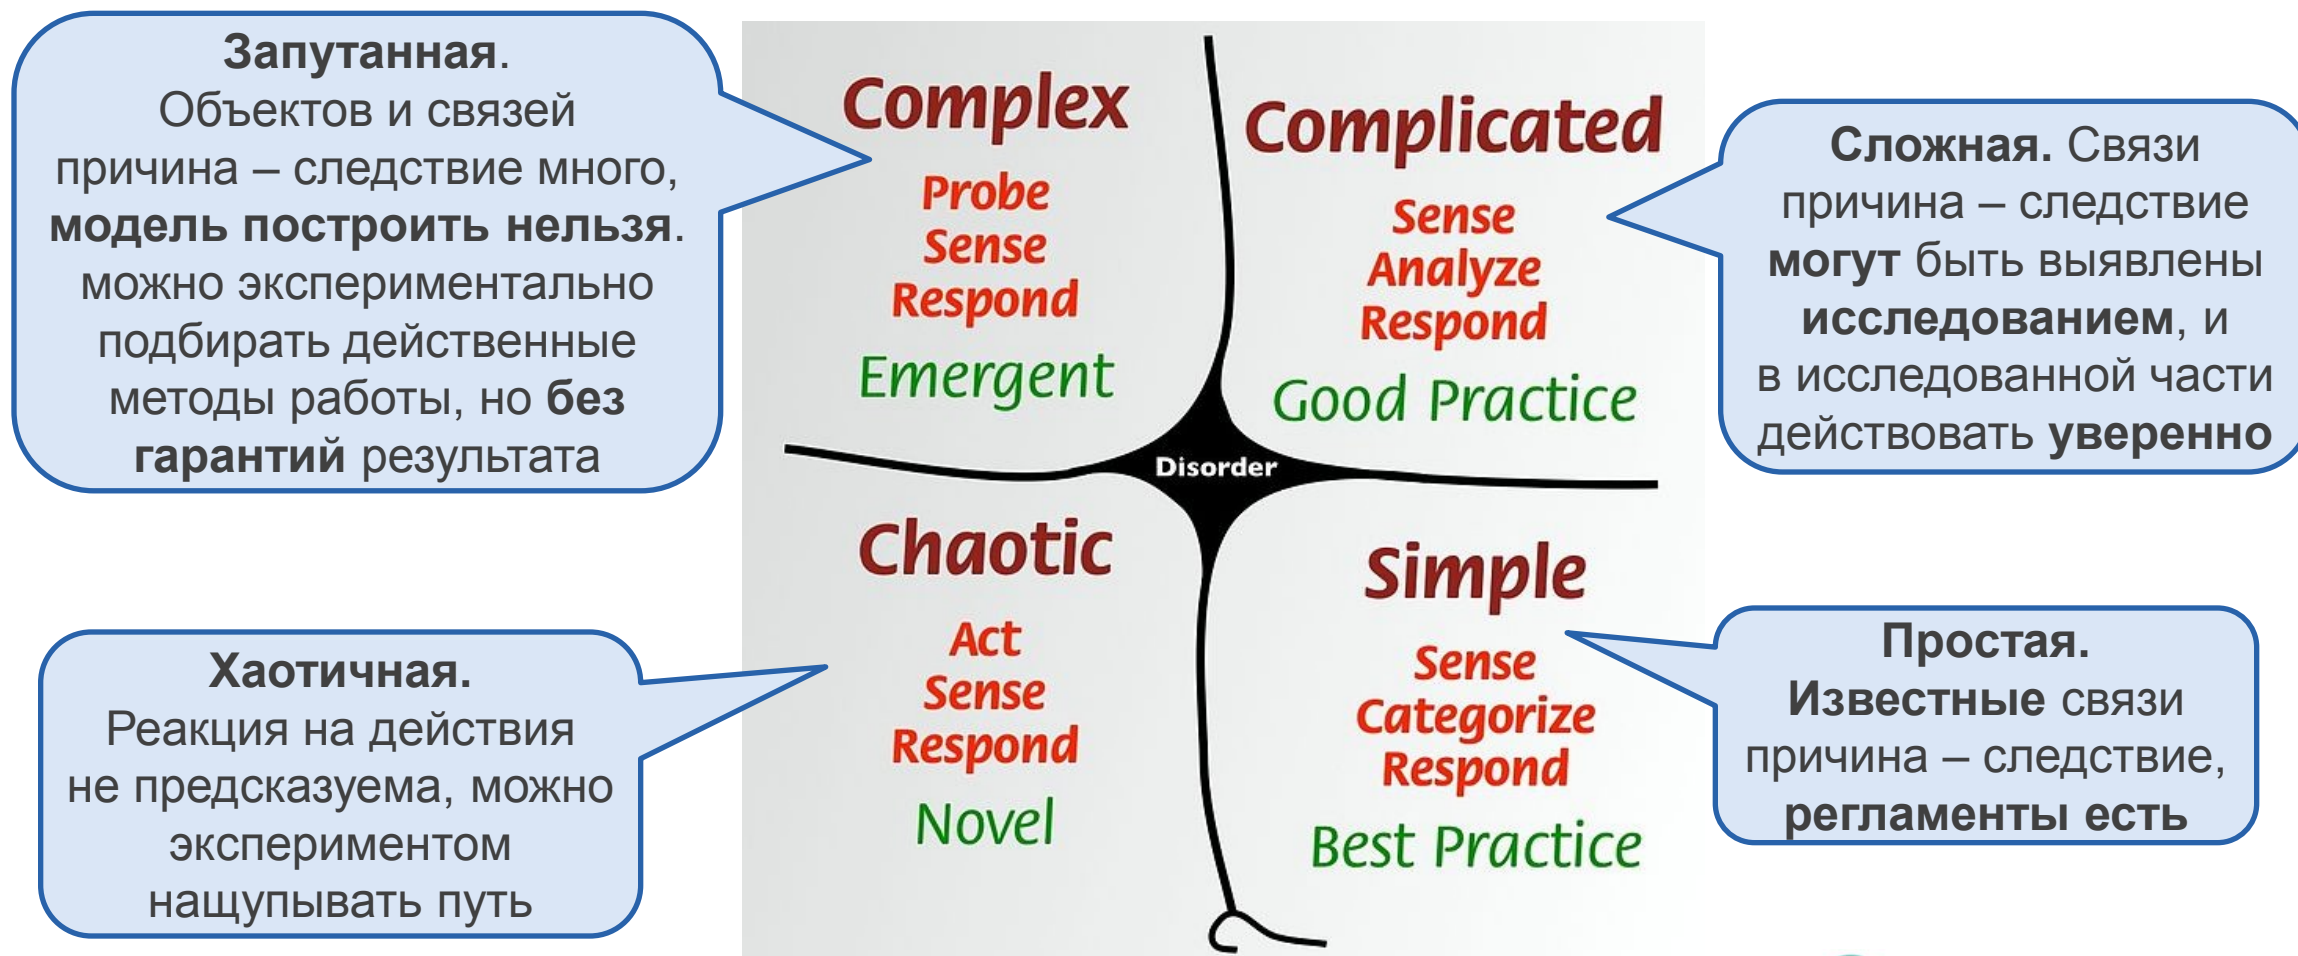 Запутанная.
Объектов и связей
причина – следствие много,
модель построить нельзя.
можно экспериментально
подбирать действенные
методы работы, но без
гарантий результата
Complex
Probe
Sense
Respond
Emergent
Complicated
Sense
Analyze
Respond
Good Practice
Сложная. Связи
причина – следствие
могут быть выявлены
исследованием, и
в исследованной части
действовать уверенно
Disorder
Хаотичная.
Реакция на действия
не предсказуема, можно
экспериментом
нащупывать путь
Chaotic
Act
Sense
Respond
Novel
Simple
Sense
Categorize
Respond
Best Practice
Простая.
Известные связи
причина – следствие,
регламенты есть